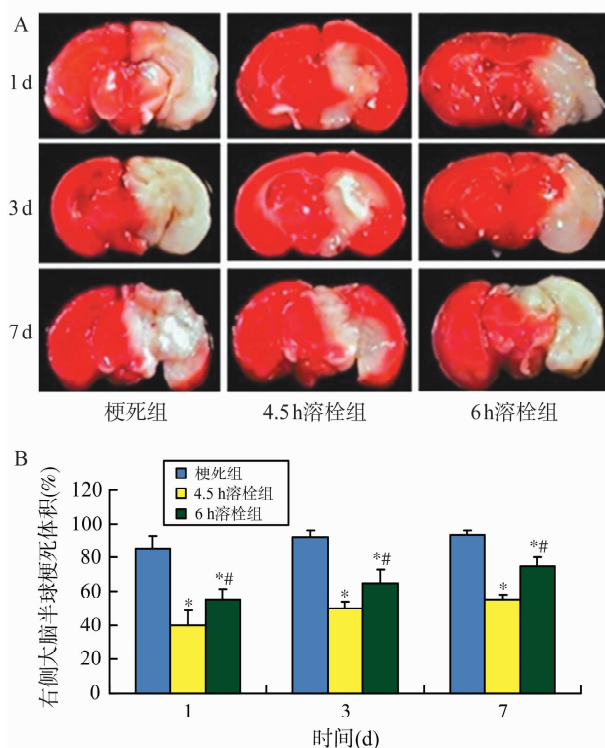 A
1 d
3 d
7 d
梗死组 4.5 h溶栓组 6 h溶栓组
B
梗死组
4.5 h溶栓组
6 h溶栓组
右侧大脑半球梗死体积(%)
120
100
80
60
40
20
0
* *# * *# * *#
1 3 7
时间(d)